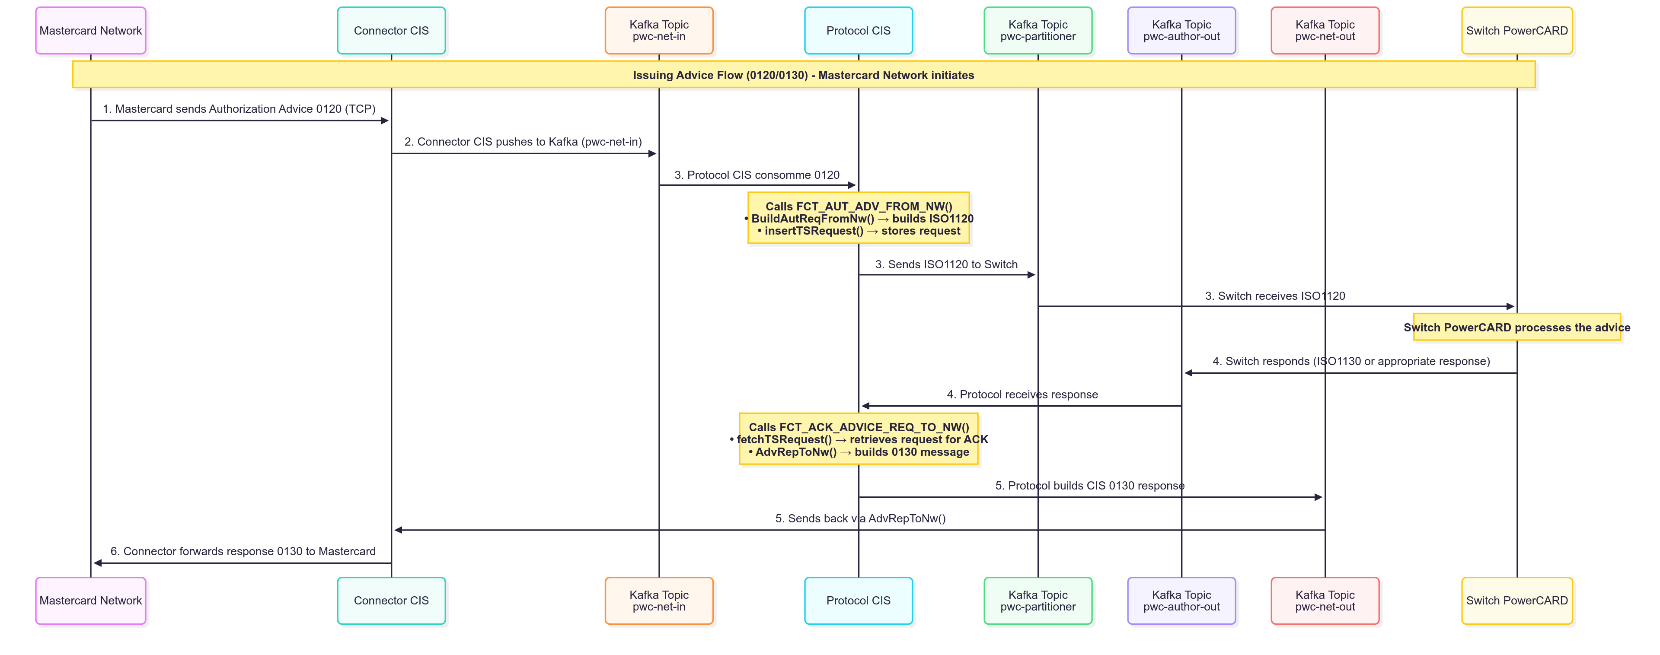 Mastercard Network
Connector CIS
Kafka Topic
pwc-net-in
Protocol CIS
Kafka Topic
pwc-partitioner
Kafka Topic
pwc-author-out
Kafka Topic
pwc-net-out
Switch PowerCARD
Issuing Advice Flow (0120/0130) - Mastercard Network initiates
1. Mastercard sends Authorization Advice 0120 (TCP)
2. Connector CIS pushes to Kafka (pwc-net-in)
3. Protocol CIS consomme 0120
Calls FCT_AUT_ADV_FROM_NW()
• BuildAutReqFromNw() → builds ISO1120
• insertTSRequest() → stores request
3. Sends ISO1120 to Switch
3. Switch receives ISO1120
Switch PowerCARD processes the advice
4. Switch responds (ISO1130 or appropriate response)
4. Protocol receives response
Calls FCT_ACK_ADVICE_REQ_TO_NW()
• fetchTSRequest() → retrieves request for ACK
• AdvRepToNw() → builds 0130 message
5. Protocol builds CIS 0130 response
5. Sends back via AdvRepToNw()
6. Connector forwards response 0130 to Mastercard
Mastercard Network
Connector CIS
Kafka Topic
pwc-net-in
Protocol CIS
Kafka Topic
pwc-partitioner
Kafka Topic
pwc-author-out
Kafka Topic
pwc-net-out
Switch PowerCARD